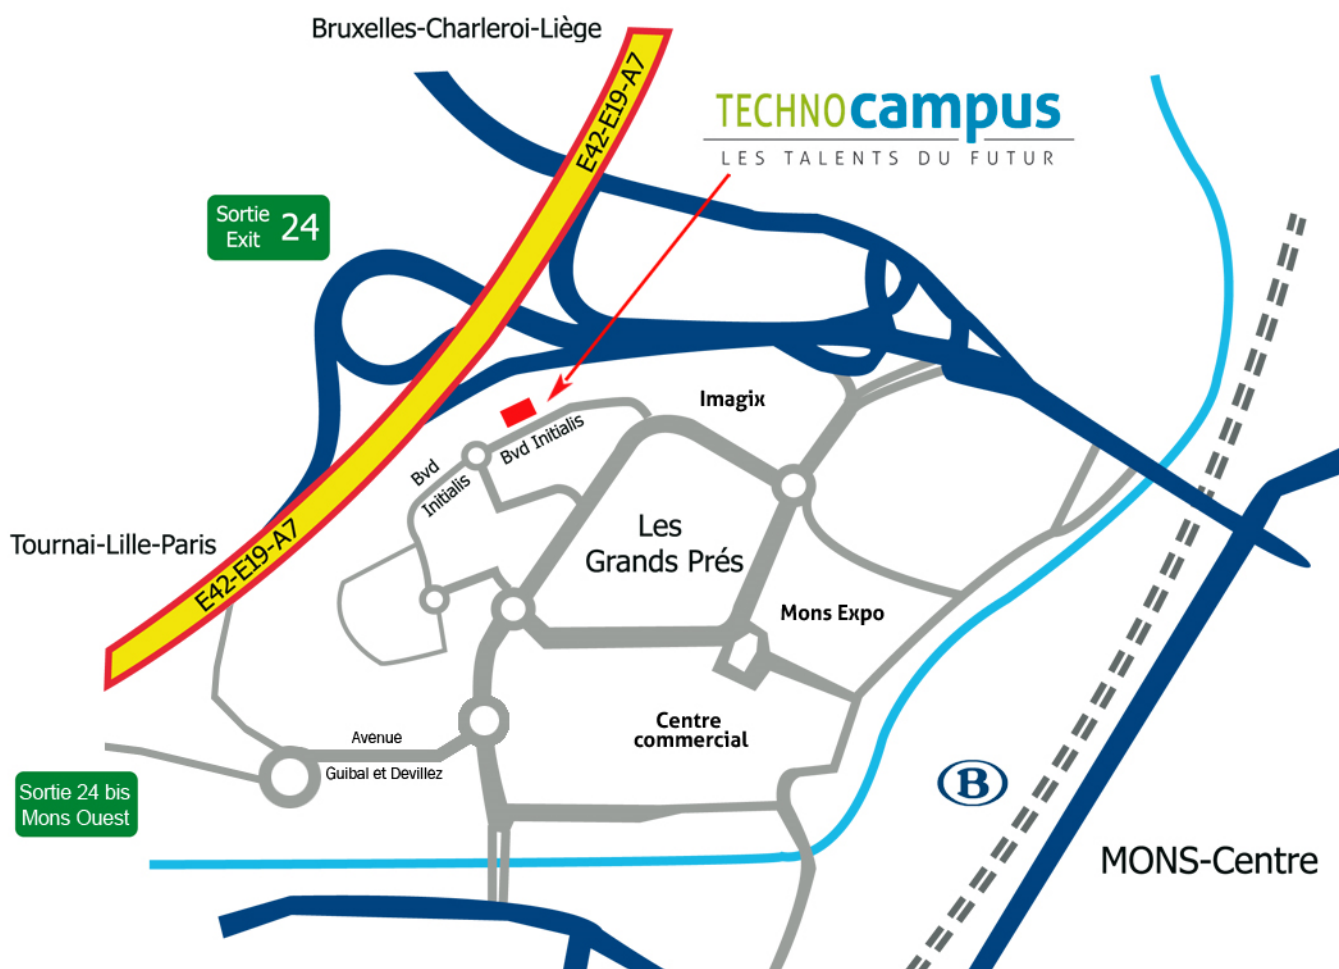 Bruxelles-Charleroi-Liège
E42-E19-A7
TECHNOcampus
LES TALENTS DU FUTUR
Sortie
Exit 24
Imagix
Bvd Initialis
Bvd
Initialis
Les
Grands Prés
Tournai-Lille-Paris
E42-E19-A7
Mons Expo
Centre
commercial
Avenue
Guibal et Devillez
Sortie 24 bis
Mons Ouest
B
MONS-Centre